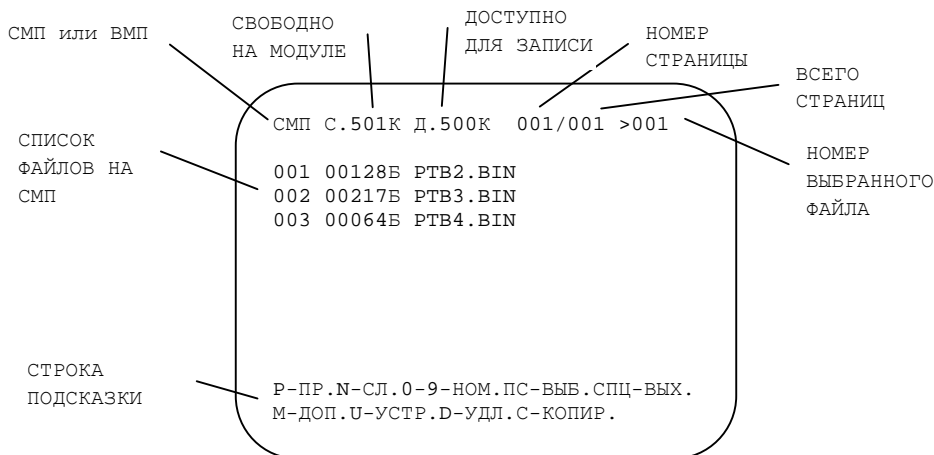 СМП или ВМП
СВОБОДНО
НА МОДУЛЕ
ДОСТУПНО
ДЛЯ ЗАПИСИ
НОМЕР
СТРАНИЦЫ
ВСЕГО
СТРАНИЦ
СМП С.501К Д.500К 001/001 >001
СПИСОК
ФАЙЛОВ НА
СМП
НОМЕР
ВЫБРАННОГО
ФАЙЛА
001 00128Б PTB2.BIN
002 00217Б PTB3.BIN
003 00064Б PTB4.BIN
СТРОКА
ПОДСКАЗКИ
P-ПР.N-СЛ.0-9-НОМ.ПС-ВЫБ.СПЦ-ВЫХ.
M-ДОП.U-УСТР.D-УДЛ.C-КОПИР.